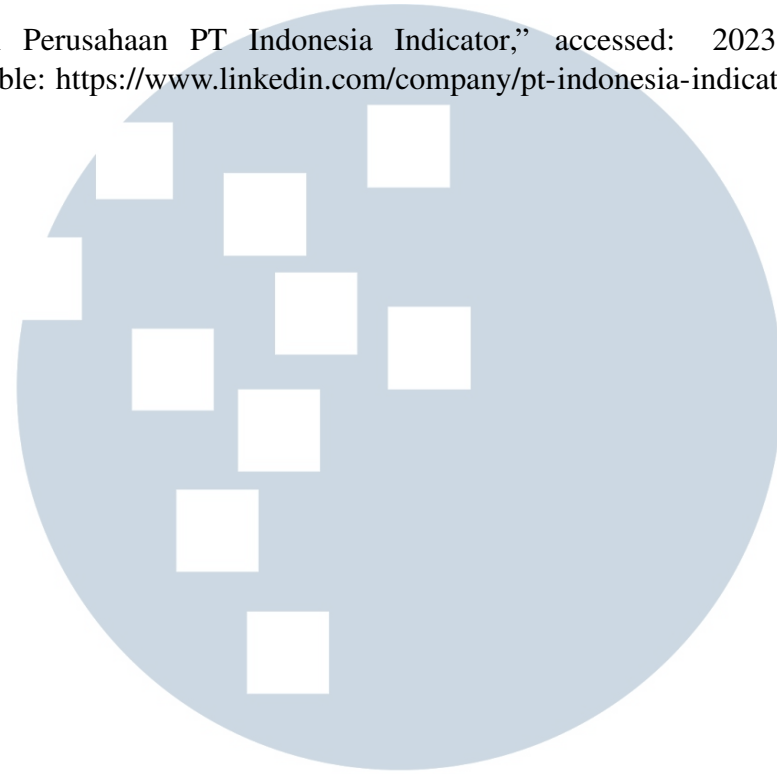 Perusahaan PT Indonesia Indicator,” accessed: 2023
ble: https://www.linkedin.com/company/pt-indonesia-indicat